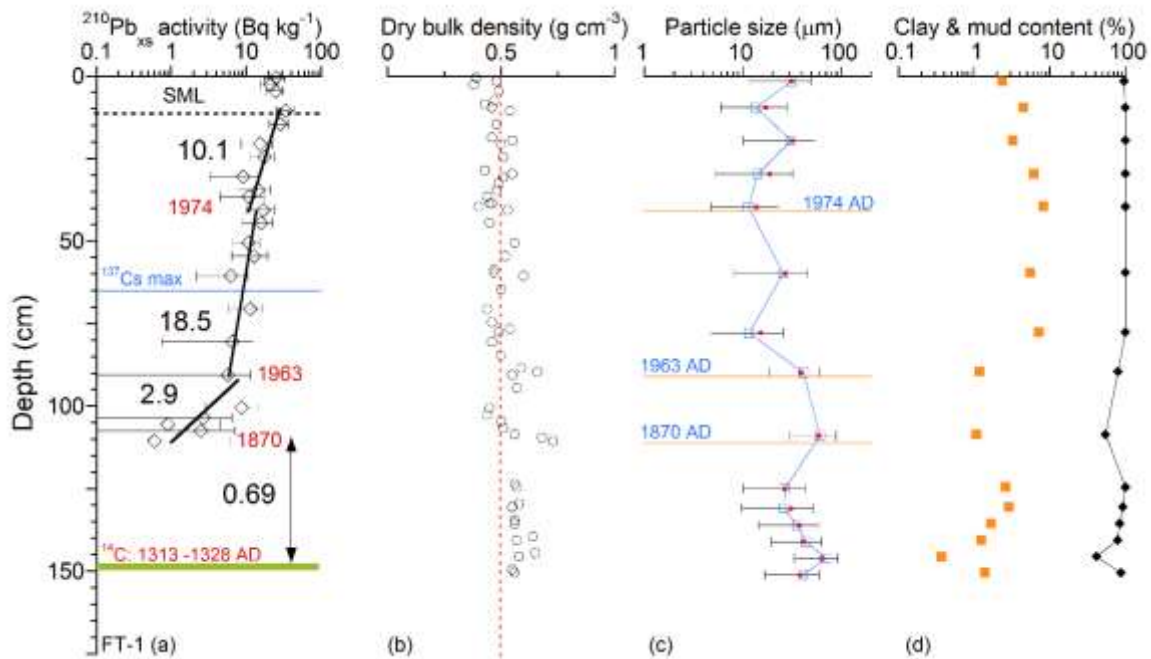 ²¹⁰Pbxs activity (Bq kg⁻¹)
0.1 1 10 100
Dry bulk density (g cm⁻³)
0 0.5 1
Particle size (μm)
1 10 100
Clay & mud content (%)
0.1 1 10 100
Depth (cm)
0
50
100
150
SML
10.1
1974
¹³⁷Cs max
18.5
1963
2.9
1870
0.69
¹⁴C: 1313 -1328 AD
FT-1 (a)
(b)
1974 AD
1963 AD
1870 AD
(c)
(d)